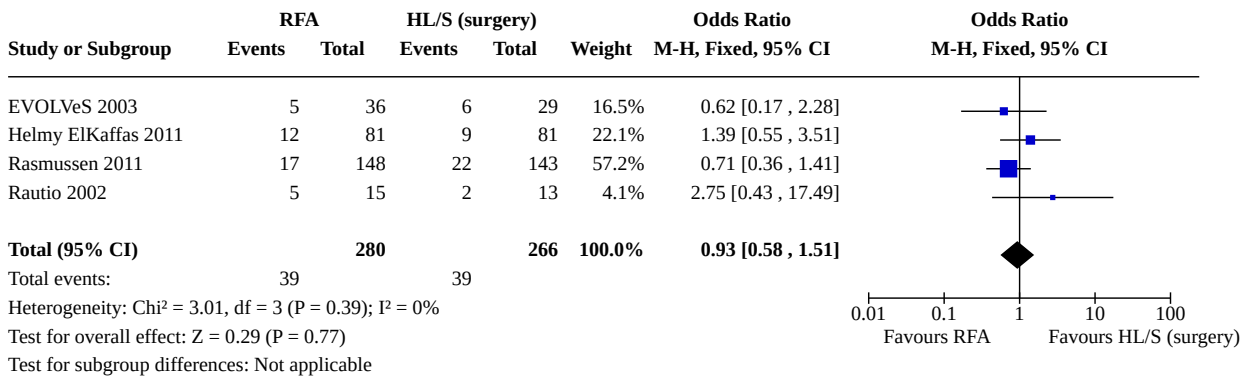 RFA HL/S (surgery) Odds Ratio Odds Ratio
Study or Subgroup Events Total Events Total Weight M-H, Fixed, 95% CI M-H, Fixed, 95% CI
EVOLVeS 2003 5 36 6 29 16.5% 0.62 [0.17 , 2.28]
Helmy ElKaffas 2011 12 81 9 81 22.1% 1.39 [0.55 , 3.51]
Rasmussen 2011 17 148 22 143 57.2% 0.71 [0.36 , 1.41]
Rautio 2002 5 15 2 13 4.1% 2.75 [0.43 , 17.49]
Total (95% CI) 280 266 100.0% 0.93 [0.58 , 1.51]
Total events: 39 39
Heterogeneity: Chi² = 3.01, df = 3 (P = 0.39); I² = 0%
0.01 0.1 1 10 100
Test for overall effect: Z = 0.29 (P = 0.77)
Favours RFA Favours HL/S (surgery)
Test for subgroup differences: Not applicable